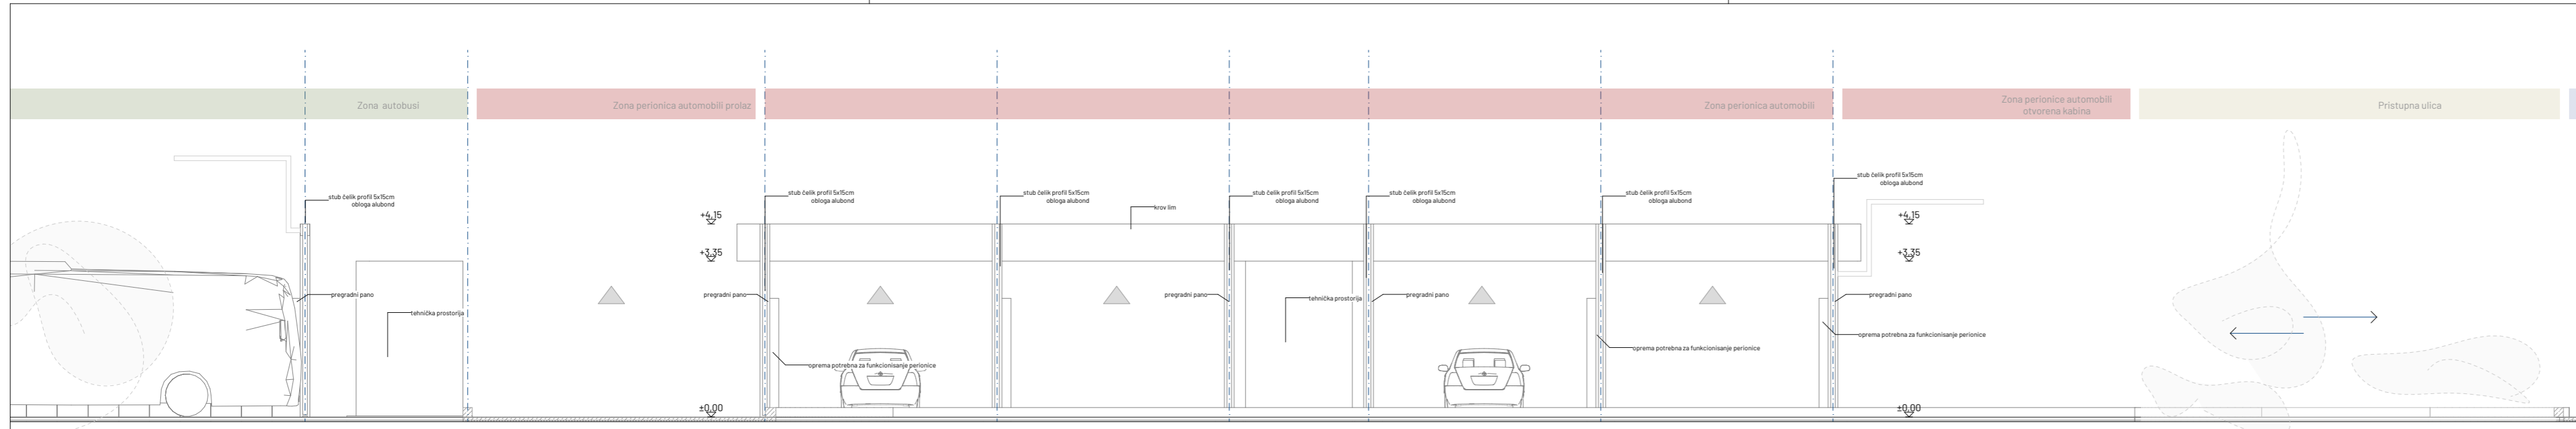 Zona autobusi
Zona perionica automobili prolaz
Zona perionica automobili
Zona perionice automobili
otvorena kabina
Pristupna ulica
stub čelik profil 5x15cm
obloga alubond
stub čelik profil 5x15cm
obloga alubond
stub čelik profil 5x15cm
obloga alubond
stub čelik profil 5x15cm
obloga alubond
stub čelik profil 5x15cm
obloga alubond
stub čelik profil 5x15cm
obloga alubond
stub čelik profil 5x15cm
obloga alubond
krov lim
+4,15
+4,15
+3,35
+3,35
pregradni pano
pregradni pano
pregradni pano
pregradni pano
pregradni pano
tehnička prostorija
tehnička prostorija
oprema potrebna za funkcionisanje perionice
oprema potrebna za funkcionisanje perionice
oprema potrebna za funkcionisanje perionice
±0,00
±0,00